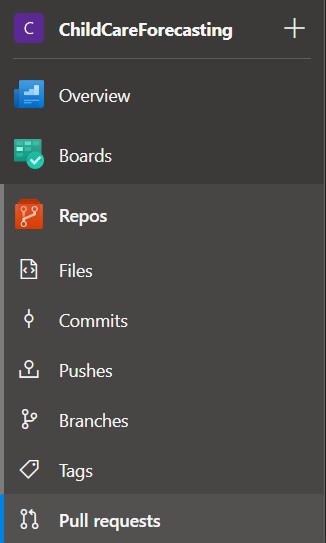 C ChildCareForecasting
Overview
Boards
Repos
Files
Commits
Pushes
Branches
Tags
Pull requests